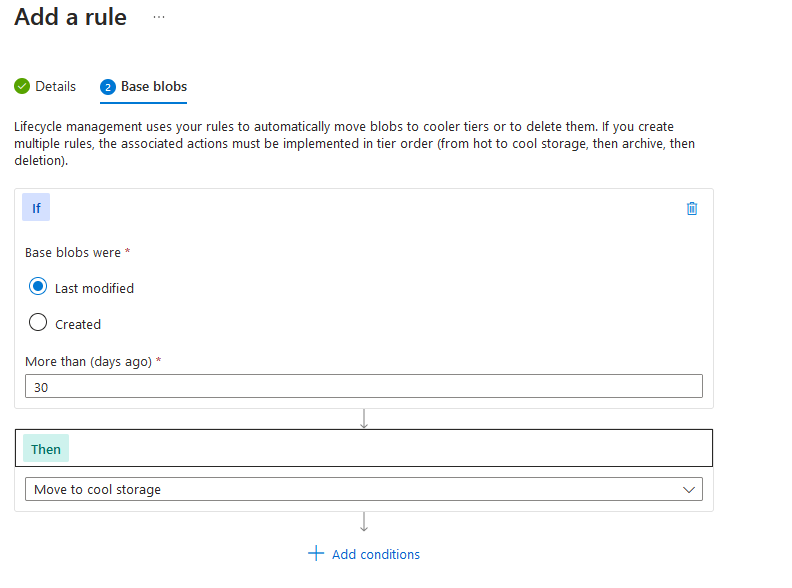 Add a rule ...
Details 2 Base blobs
Lifecycle management uses your rules to automatically move blobs to cooler tiers or to delete them. If you create
multiple rules, the associated actions must be implemented in tier order (from hot to cool storage, then archive, then
deletion).
If
Base blobs were *
Last modified
Created
More than (days ago) *
30
Then
Move to cool storage
Add conditions